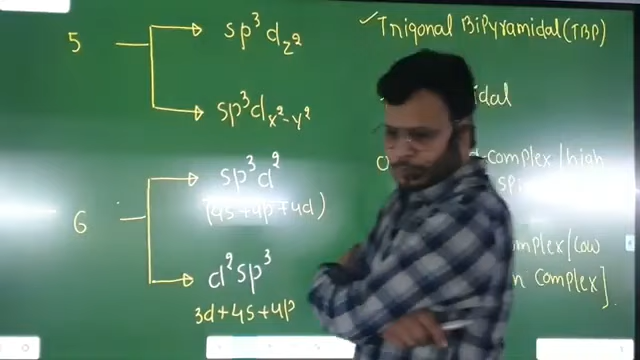 5 sp³d_z² ✓Trigonal BiPyramidal (TBP)
sp³d_x²-y² idal
6 sp³d² d-complex/high
(4s+4p+4d) spi
d²sp³ mplex/low
3d+4s+4p n complex].